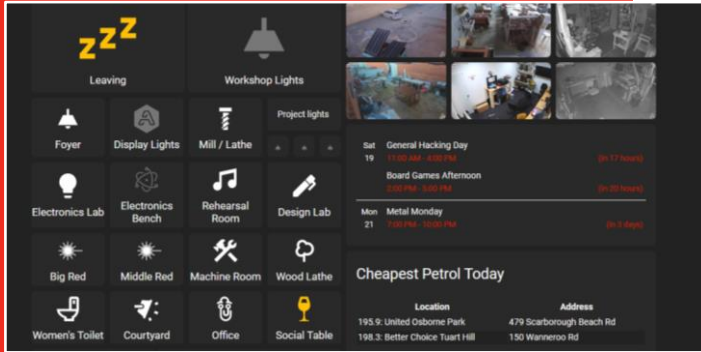 zzZ
Leaving
Workshop Lights
Foyer
Display Lights
Mill / Lathe
Project lights
Electronics Lab
Electronics
Bench
Rehearsal
Room
Design Lab
Big Red
Middle Red
Machine Room
Wood Lathe
Women's Toilet
Courtyard
Office
Social Table
Sat
19
General Hacking Day
11:00 AM - 4:00 PM
(In 17 hours)
Board Games Afternoon
2:00 PM - 5:00 PM
(In 20 hours)
Mon
21
Metal Monday
7:00 PM - 10:00 PM
(In 3 days)
Cheapest Petrol Today
Location Address
195.9: United Osborne Park 479 Scarborough Beach Rd
198.3: Better Choice Tuart Hill 150 Wanneroo Rd